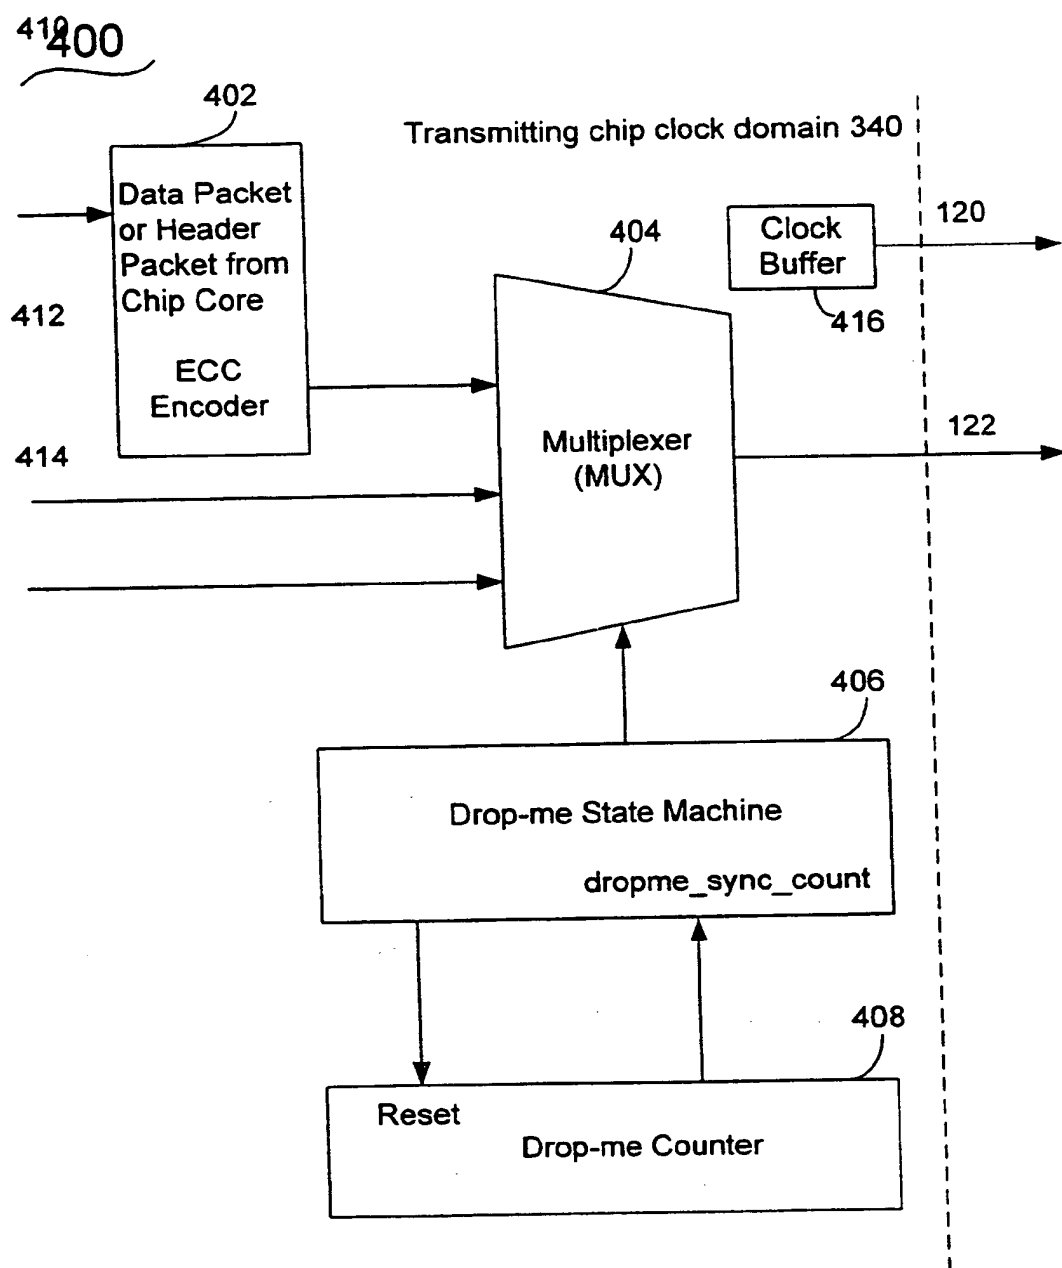 410
400
402
Transmitting chip clock domain 340
Data Packet
or Header
Packet from
Chip Core
ECC
Encoder
404
Clock
Buffer
120
412
416
Multiplexer
(MUX)
122
414
406
Drop-me State Machine
dropme_sync_count
408
Reset
Drop-me Counter